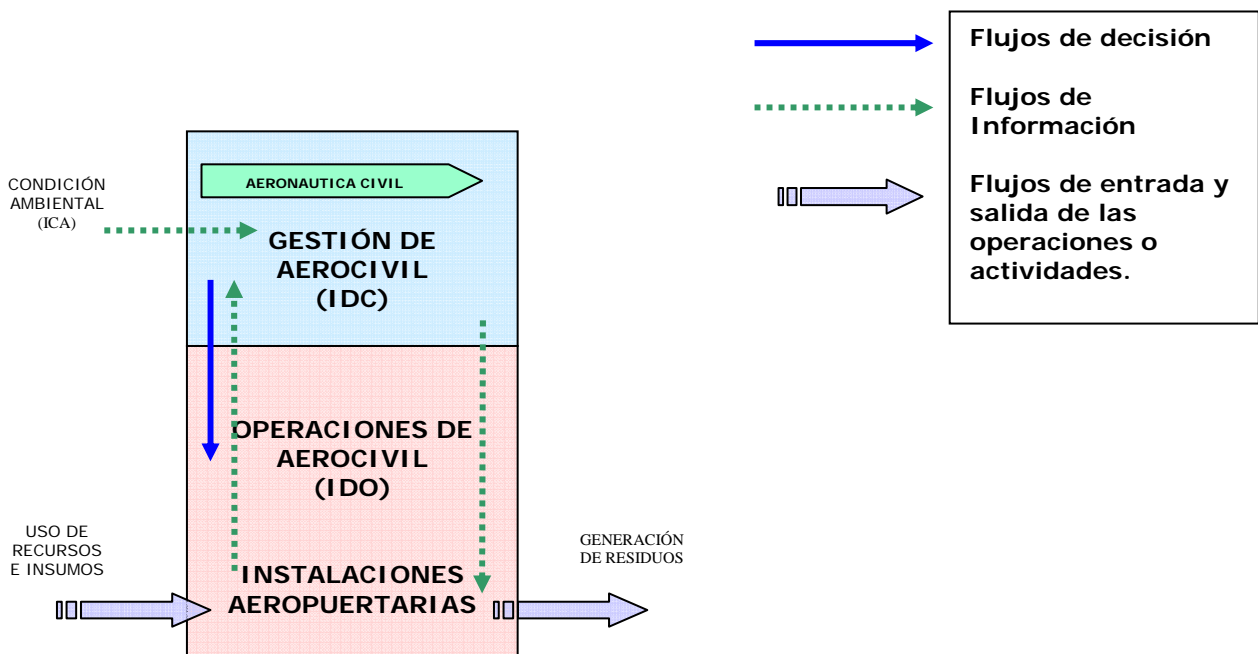 Flujos de decisión
Flujos de
Información
Flujos de entrada y
salida de las
operaciones o
actividades.
AERONAUTICA CIVIL
CONDICIÓN
AMBIENTAL
(ICA)
GESTIÓN DE
AEROCIVIL
(IDC)
OPERACIONES DE
AEROCIVIL
(IDO)
USO DE
RECURSOS
E INSUMOS
GENERACIÓN
DE RESIDUOS
INSTALACIONES
AEROPUERTARIAS